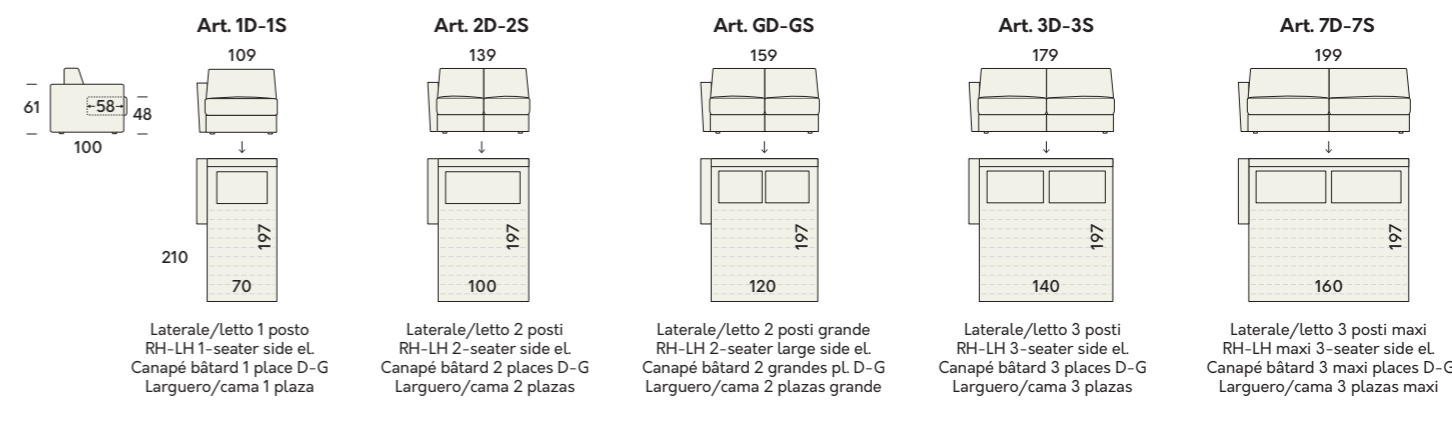 Art. 1D-1S
109
61
58
48
100
210
197
70
Laterale/letto 1 posto
RH-LH 1-seater side el.
Canapé bâtard 1 place D-G
Larguero/cama 1 plaza
Art. 2D-2S
139
197
100
Laterale/letto 2 posti
RH-LH 2-seater side el.
Canapé bâtard 2 places D-G
Larguero/cama 2 plazas
Art. GD-GS
159
197
120
Laterale/letto 2 posti grande
RH-LH 2-seater large side el.
Canapé bâtard 2 grandes pl. D-G
Larguero/cama 2 plazas grande
Art. 3D-3S
179
197
140
Laterale/letto 3 posti
RH-LH 3-seater side el.
Canapé bâtard 3 places D-G
Larguero/cama 3 plazas
Art. 7D-7S
199
197
160
Laterale/letto 3 posti maxi
RH-LH maxi 3-seater side el.
Canapé bâtard 3 maxi places D-G
Larguero/cama 3 plazas maxi